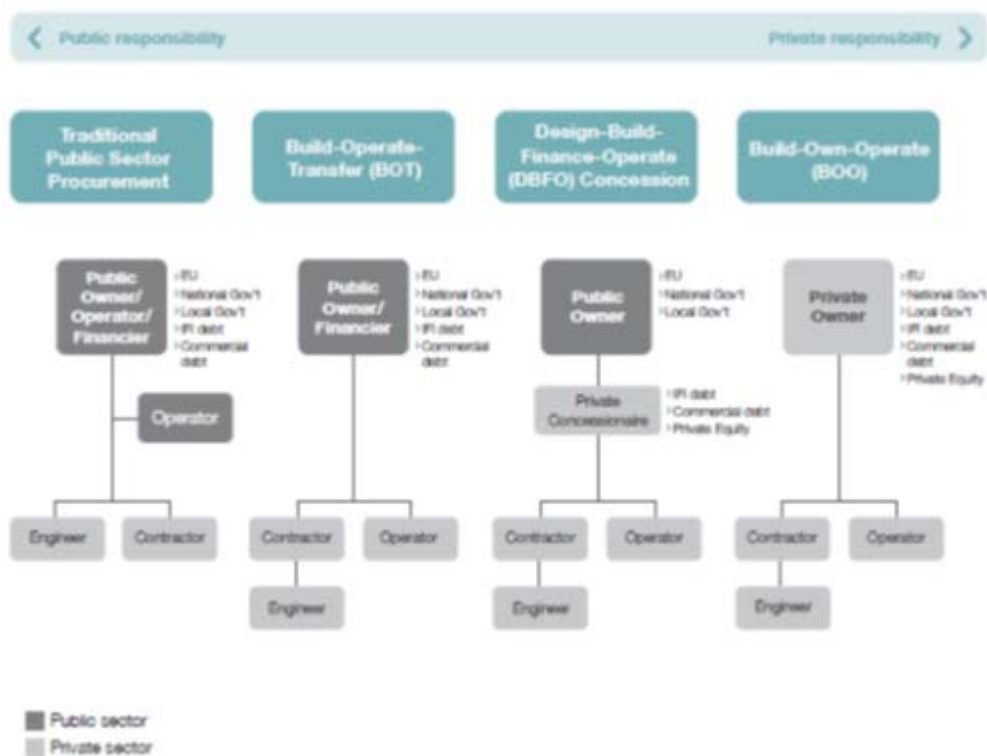 Public responsibility
Private responsibility
Traditional
Public Sector
Procurement
Build-Operate-
Transfer (BOT)
Design-Build-
Finance-Operate
(DBFO) Concession
Build-Own-Operate
(BOO)
Public
Owner/
Operator/
Financier
EU
National Gov't
Local Gov't
IFI debt
Commercial
debt
Public
Owner/
Financier
EU
National Gov't
Local Gov't
IFI debt
Commercial
debt
Public
Owner
EU
National Gov't
Local Gov't
Private
Owner
EU
National Gov't
Local Gov't
IFI debt
Commercial
debt
Private Equity
Operator
Private
Concessionaire
IFI debt
Commercial debt
Private Equity
Engineer
Contractor
Contractor
Operator
Contractor
Operator
Contractor
Operator
Engineer
Engineer
Engineer
Public sector
Private sector